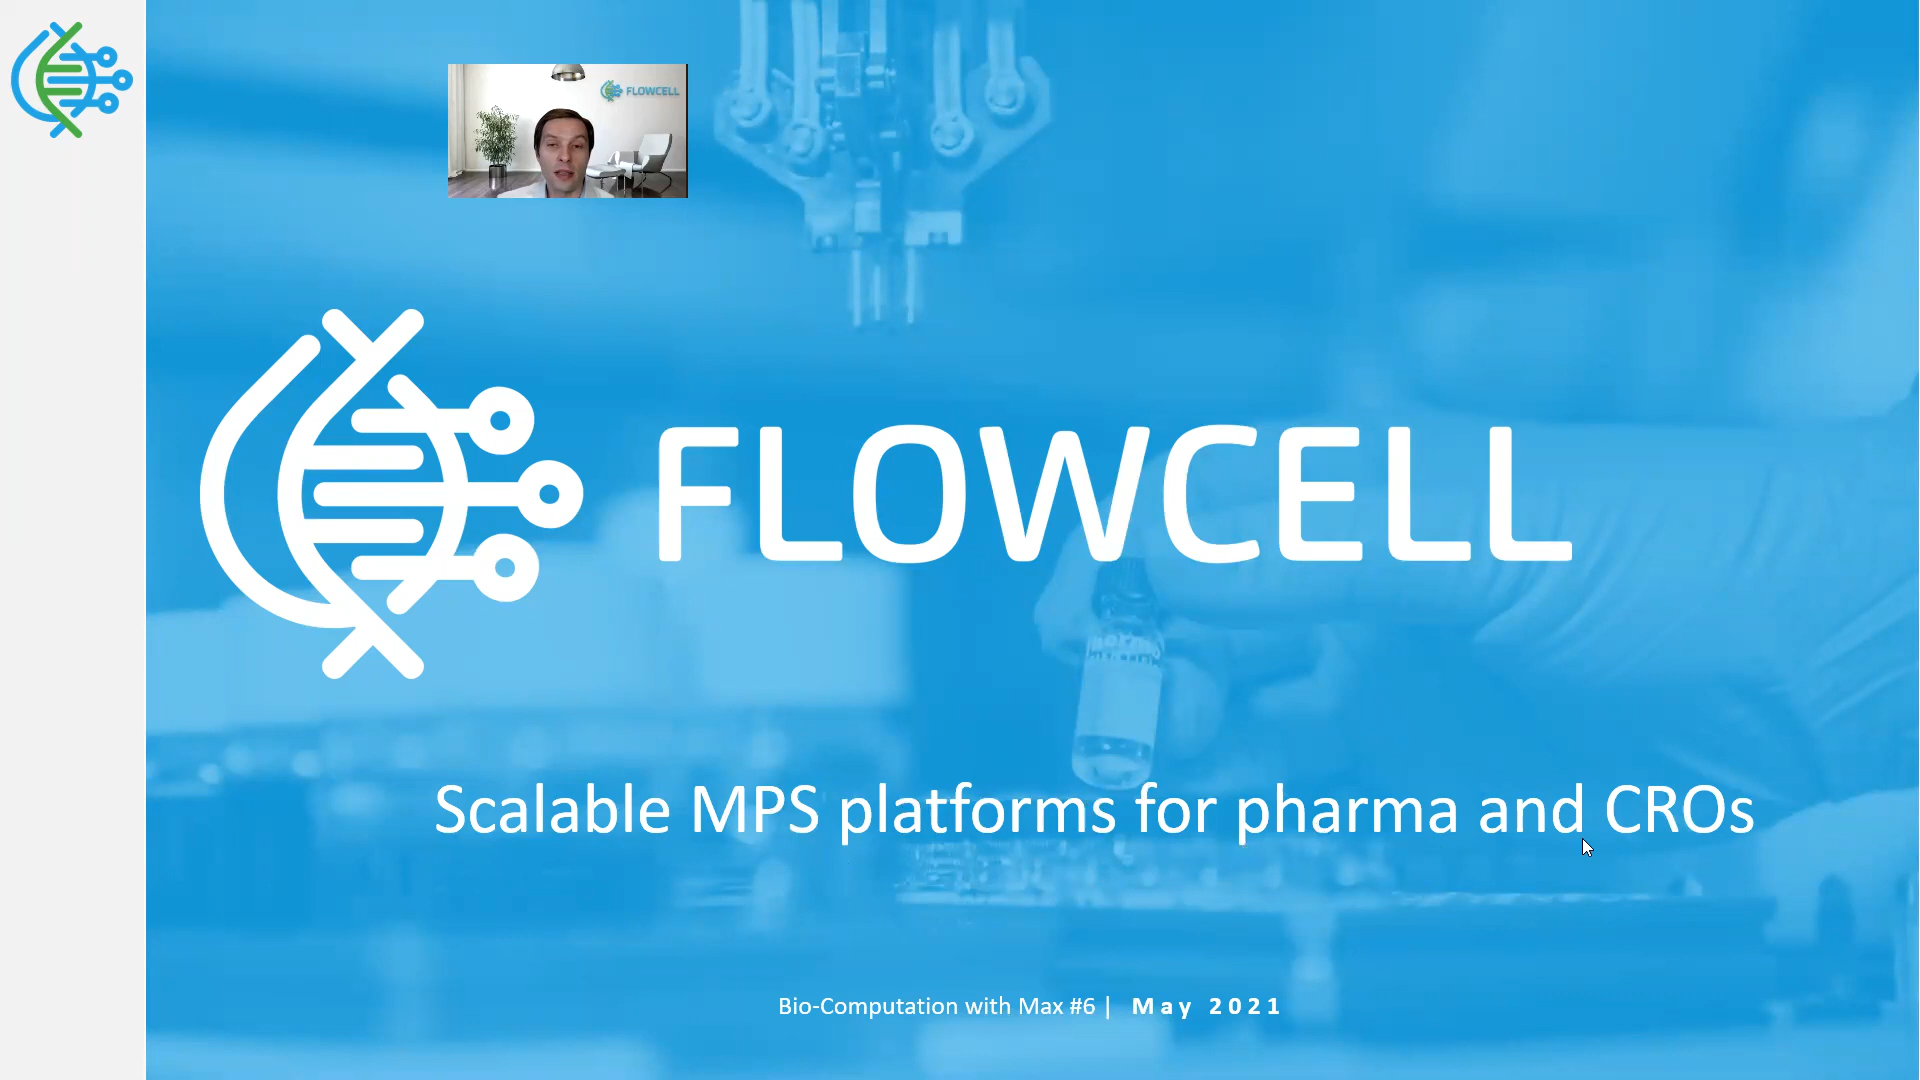 FLOWCELL
FLOWCELL
Scalable MPS platforms for pharma and CROs
Bio-Computation with Max #6 | May 2021